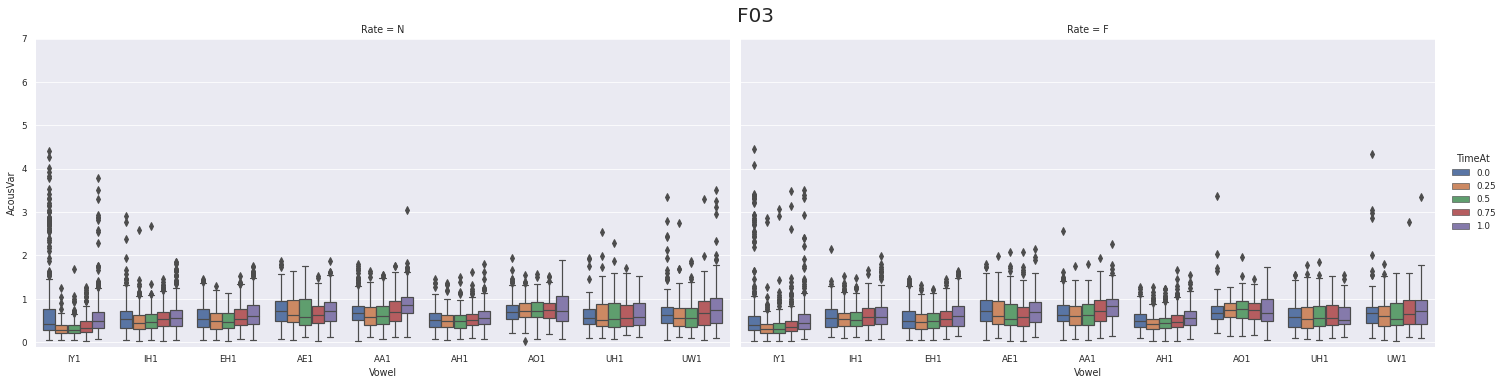 F03
Rate = N
Rate = F
7
6
5
4
3
2
1
0
AcousVar
IY1 IH1 EH1 AE1 AA1 AH1 AO1 UH1 UW1
Vowel
IY1 IH1 EH1 AE1 AA1 AH1 AO1 UH1 UW1
Vowel
TimeAt
0.0
0.25
0.5
0.75
1.0